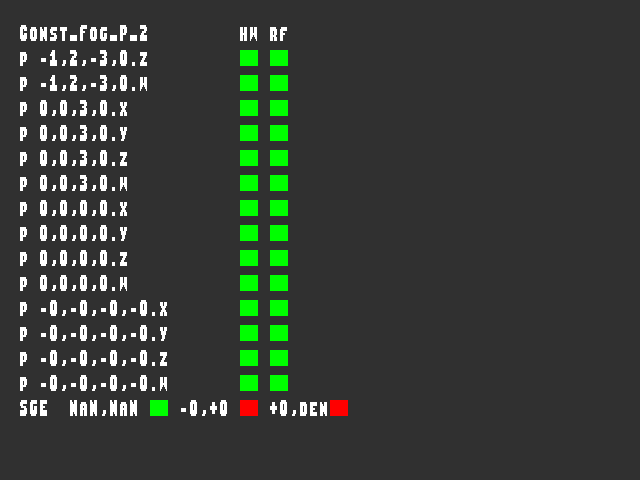 Const_Fog_P_2 HW RF
P -1,2,-3,0.Z
P -1,2,-3,0.W
P 0,0,3,0.X
P 0,0,3,0.Y
P 0,0,3,0.Z
P 0,0,3,0.W
P 0,0,0,0.X
P 0,0,0,0.Y
P 0,0,0,0.Z
P 0,0,0,0.W
P -0,-0,-0,-0.X
P -0,-0,-0,-0.Y
P -0,-0,-0,-0.Z
P -0,-0,-0,-0.W
SGE NaN,NaN -0,+0 +0,Den